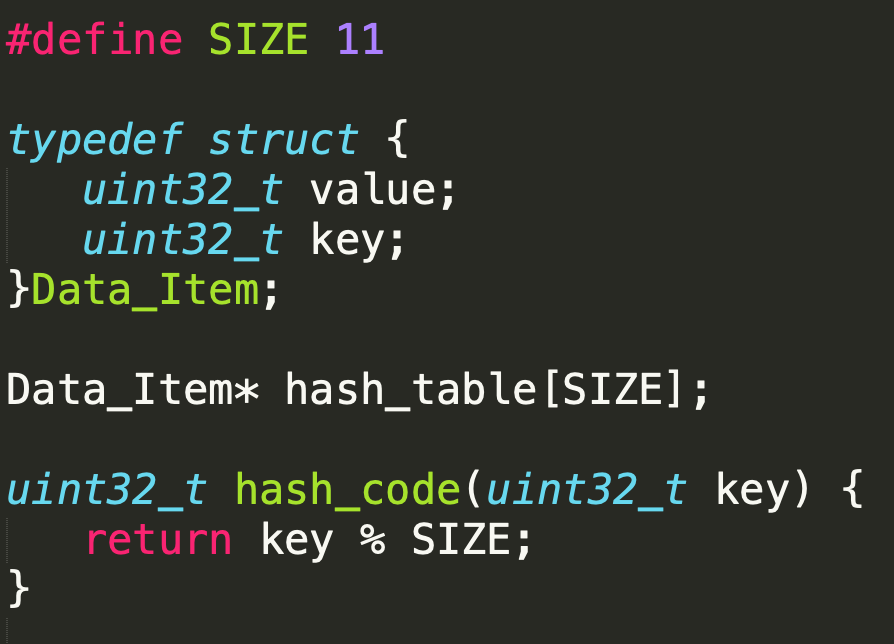 #define SIZE 11
typedef struct {
   uint32_t value;
   uint32_t key;
}Data_Item;
Data_Item* hash_table[SIZE];
uint32_t hash_code(uint32_t key) {
   return key % SIZE;
}